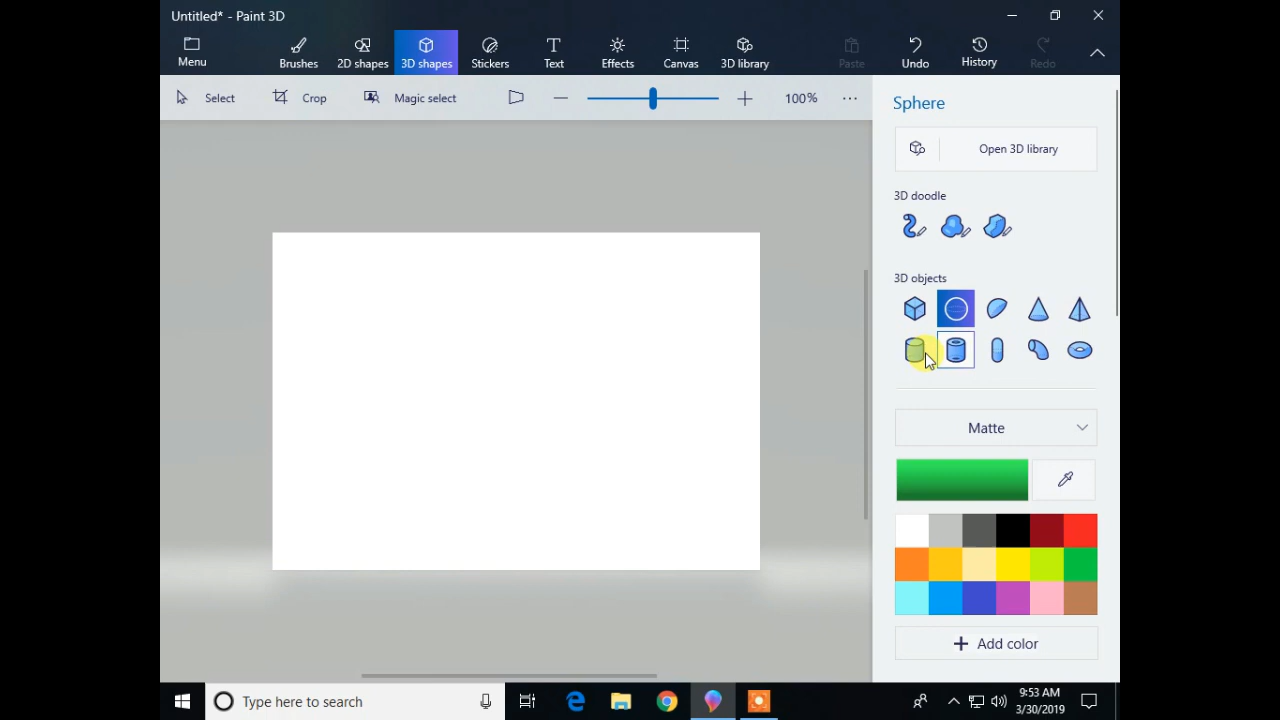 Untitled* - Paint 3D
Menu
Brushes
2D shapes
3D shapes
Stickers
Text
Effects
Canvas
3D library
Paste
Undo
History
Redo
Select
Crop
Magic select
100%
Sphere
Open 3D library
3D doodle
3D objects
Matte
Add color
Type here to search
9:53 AM
3/30/2019